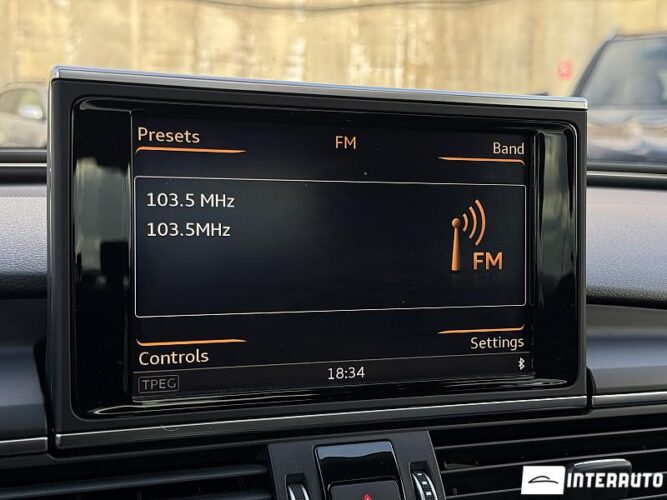 Presets
FM
Band
103.5 MHz
103.5MHz
FM
Controls
Settings
TPEG
18:34
INTERAUTO